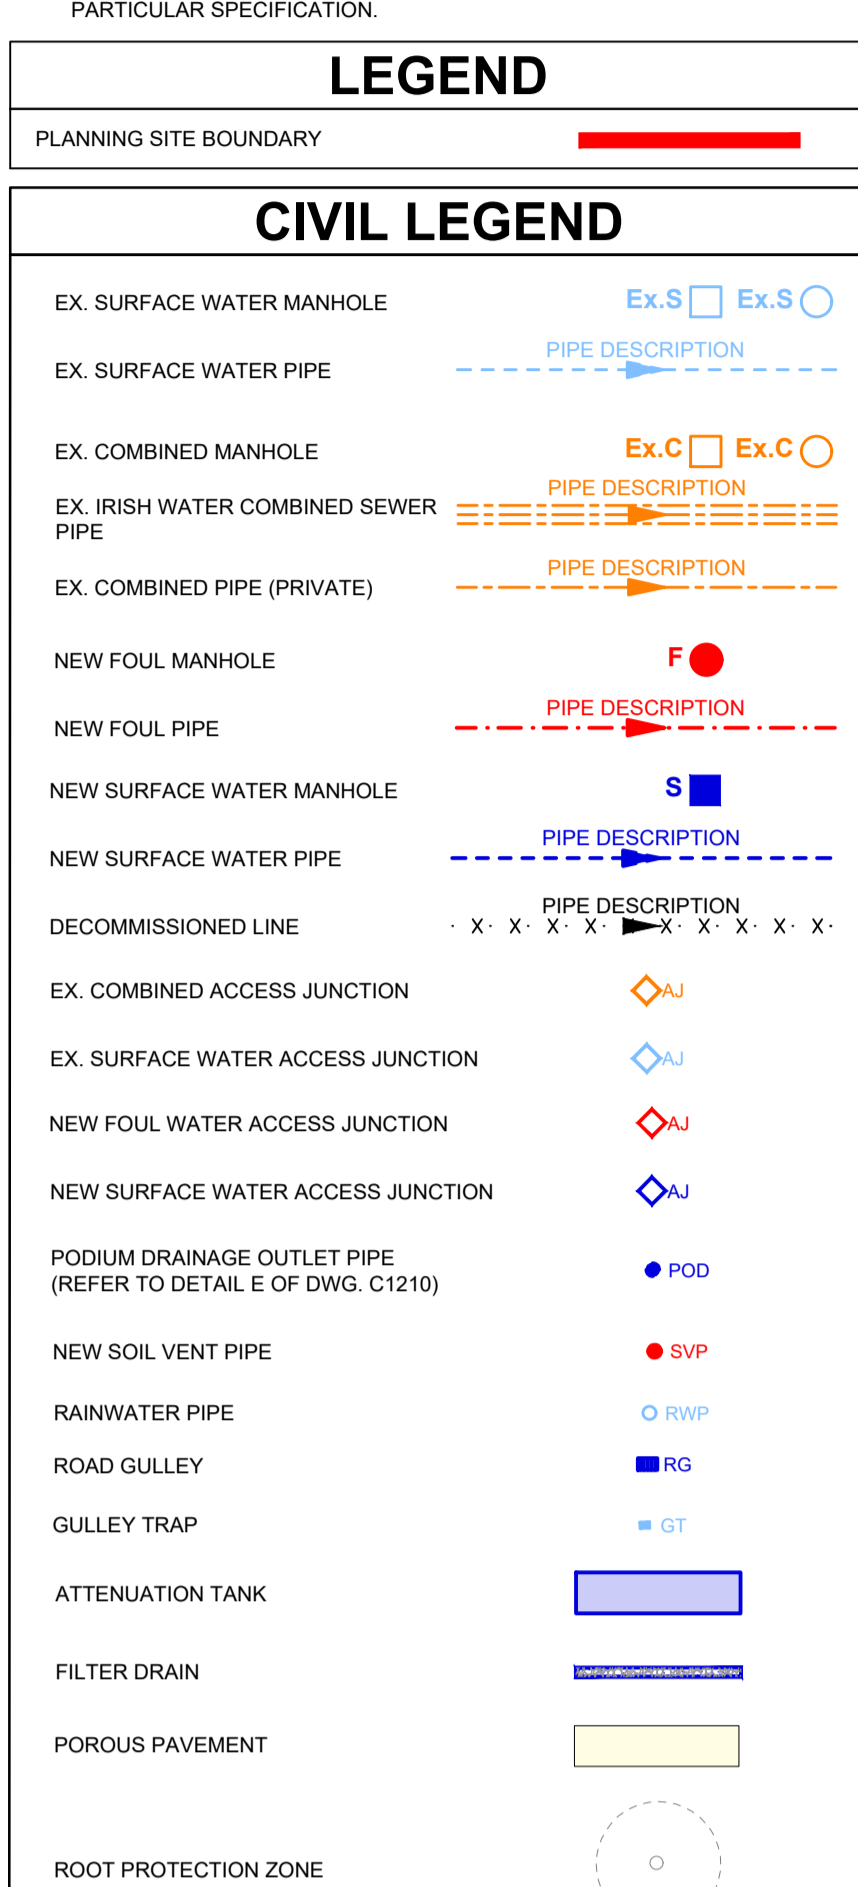 PARTICULAR SPECIFICATION.
LEGEND
PLANNING SITE BOUNDARY
CIVIL LEGEND
EX. SURFACE WATER MANHOLE Ex.S Ex.S
PIPE DESCRIPTION
EX. SURFACE WATER PIPE
EX. COMBINED MANHOLE Ex.C Ex.C
PIPE DESCRIPTION
EX. IRISH WATER COMBINED SEWER
PIPE
PIPE DESCRIPTION
EX. COMBINED PIPE (PRIVATE)
NEW FOUL MANHOLE F
PIPE DESCRIPTION
NEW FOUL PIPE
NEW SURFACE WATER MANHOLE S
PIPE DESCRIPTION
NEW SURFACE WATER PIPE
PIPE DESCRIPTION
DECOMMISSIONED LINE X X X X X X X X X
EX. COMBINED ACCESS JUNCTION AJ
EX. SURFACE WATER ACCESS JUNCTION AJ
NEW FOUL WATER ACCESS JUNCTION AJ
NEW SURFACE WATER ACCESS JUNCTION AJ
PODIUM DRAINAGE OUTLET PIPE
(REFER TO DETAIL E OF DWG. C1210) POD
NEW SOIL VENT PIPE SVP
RAINWATER PIPE RWP
ROAD GULLEY RG
GULLEY TRAP GT
ATTENUATION TANK
FILTER DRAIN
POROUS PAVEMENT
ROOT PROTECTION ZONE